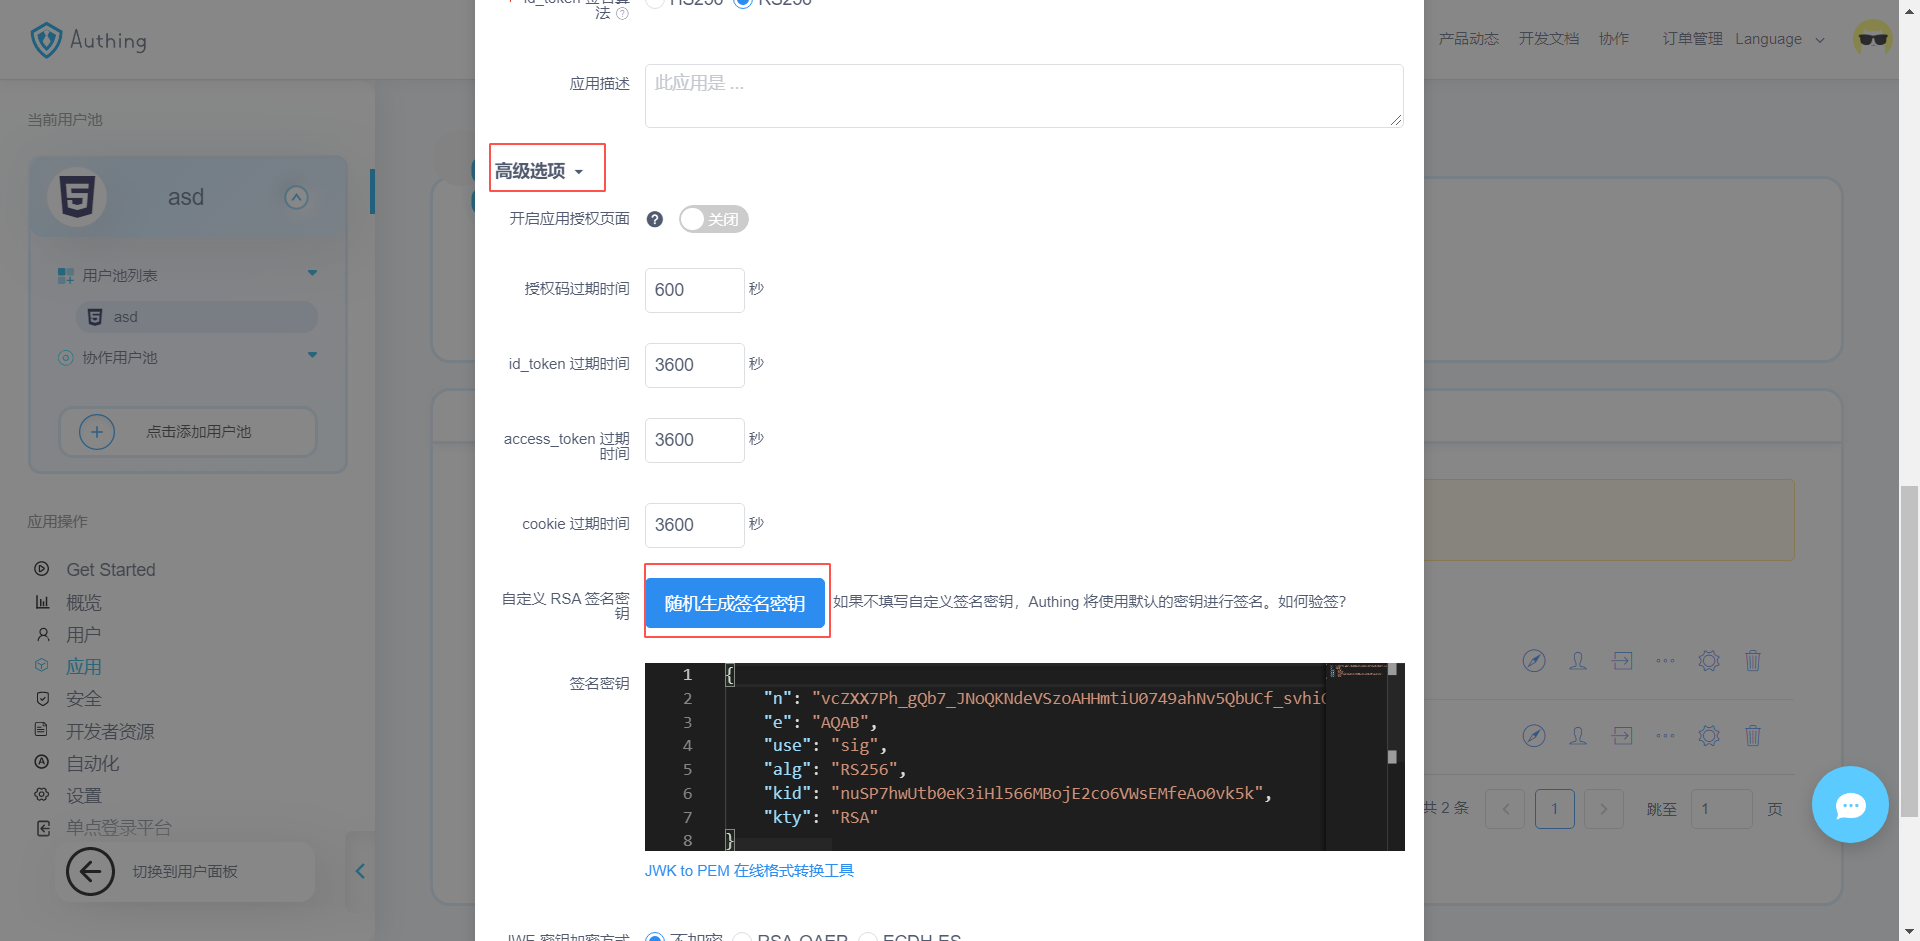 Authing
产品动态
开发文档
协作
订单管理
Language
当前用户池
asd
用户池列表
asd
协作用户池
点击添加用户池
应用操作
Get Started
概览
用户
应用
安全
开发者资源
自动化
设置
单点登录平台
切换到用户面板
id_token 签名算
法
HS256
RS256
应用描述
此应用是 ...
高级选项
开启应用授权页面
关闭
授权码过期时间
600
秒
id_token 过期时间
3600
秒
access_token 过期
时间
3600
秒
cookie 过期时间
3600
秒
自定义 RSA 签名密
钥
随机生成签名密钥
如果不填写自定义签名密钥，Authing 将使用默认的密钥进行签名。如何验签？
签名密钥
1 {
2 "n": "vcZXX7Ph_gQb7_JNoQKNdeVSzoAHHmtiU0749ahNv5QbUCf_svhi
3 "e": "AQAB",
4 "use": "sig",
5 "alg": "RS256",
6 "kid": "nuSP7hwUtb0eK3iHl566MBojE2co6VWsEMfeAo0vk5k",
7 "kty": "RSA"
8 }
JWK to PEM 在线格式转换工具
JWE 密钥加密方式
不加密
RSA-OAEP
ECDH-ES
共 2 条
1
跳至
1
页